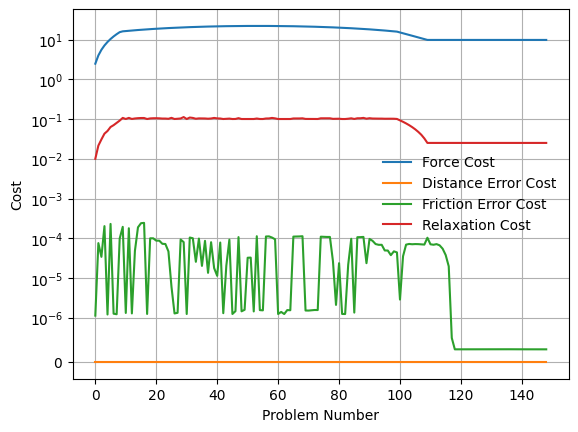 10¹
10⁰
10⁻¹
10⁻²
10⁻³
10⁻⁴
10⁻⁵
10⁻⁶
0
Cost
Force Cost
Distance Error Cost
Friction Error Cost
Relaxation Cost
0 20 40 60 80 100 120 140
Problem Number